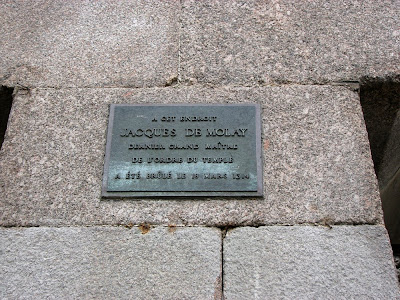 A CET ENDROIT
JACQUES DE MOLAY
DERNIER GRAND MAÎTRE
DE L'ORDRE DU TEMPLE
A ÉTÉ BRÛLÉ LE 18 MARS 1314